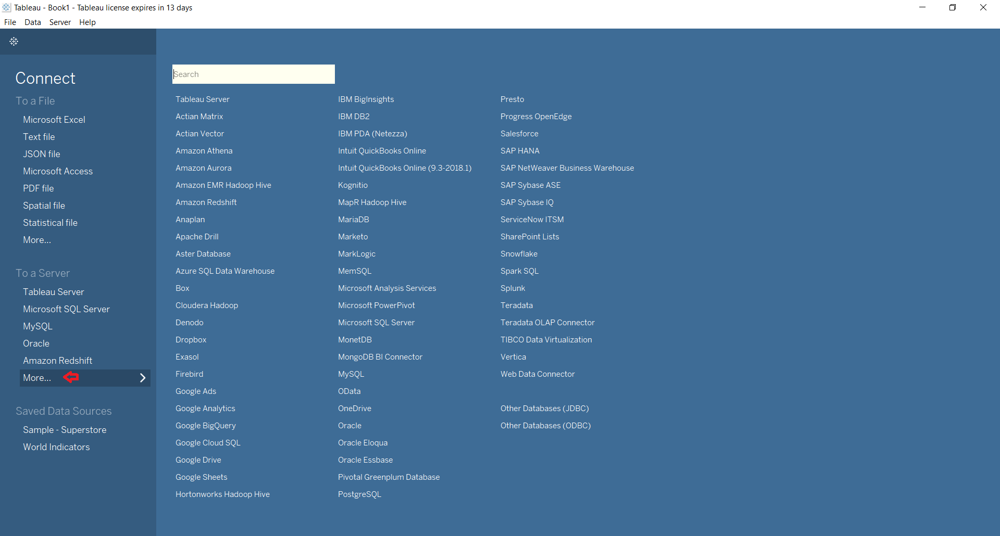 Tableau - Book1 - Tableau license expires in 13 days
File Data Server Help
Connect
To a File
Microsoft Excel
Text file
JSON file
Microsoft Access
PDF file
Spatial file
Statistical file
More...
To a Server
Tableau Server
Microsoft SQL Server
MySQL
Oracle
Amazon Redshift
More...
Saved Data Sources
Sample - Superstore
World Indicators
Search
Tableau Server
Actian Matrix
Actian Vector
Amazon Athena
Amazon Aurora
Amazon EMR Hadoop Hive
Amazon Redshift
Anaplan
Apache Drill
Aster Database
Azure SQL Data Warehouse
Box
Cloudera Hadoop
Denodo
Dropbox
Exasol
Firebird
Google Ads
Google Analytics
Google BigQuery
Google Cloud SQL
Google Drive
Google Sheets
Hortonworks Hadoop Hive
IBM BigInsights
IBM DB2
IBM PDA (Netezza)
Intuit QuickBooks Online
Intuit QuickBooks Online (9.3-2018.1)
Kognitio
MapR Hadoop Hive
MariaDB
Marketo
MarkLogic
MemSQL
Microsoft Analysis Services
Microsoft PowerPivot
Microsoft SQL Server
MonetDB
MongoDB BI Connector
MySQL
OData
OneDrive
Oracle
Oracle Eloqua
Oracle Essbase
Pivotal Greenplum Database
PostgreSQL
Presto
Progress OpenEdge
Salesforce
SAP HANA
SAP NetWeaver Business Warehouse
SAP Sybase ASE
SAP Sybase IQ
ServiceNow ITSM
SharePoint Lists
Snowflake
Spark SQL
Splunk
Teradata
Teradata OLAP Connector
TIBCO Data Virtualization
Vertica
Web Data Connector
Other Databases (JDBC)
Other Databases (ODBC)